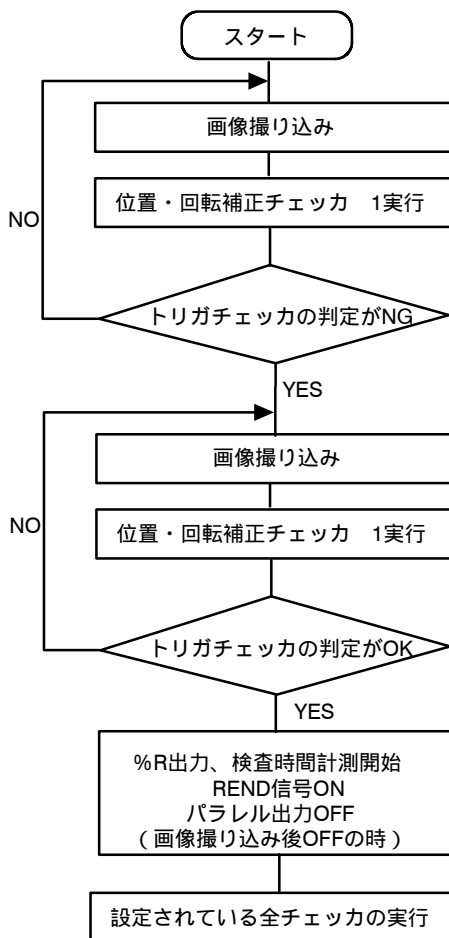 スタート
画像撮り込み
位置・回転補正チェッカ　1実行
NO
トリガチェッカの判定がNG
YES
画像撮り込み
NO
位置・回転補正チェッカ　1実行
トリガチェッカの判定がOK
YES
%R出力、検査時間計測開始
REND信号ON
パラレル出力OFF
（画像撮り込み後OFFの時）
設定されている全チェッカの実行